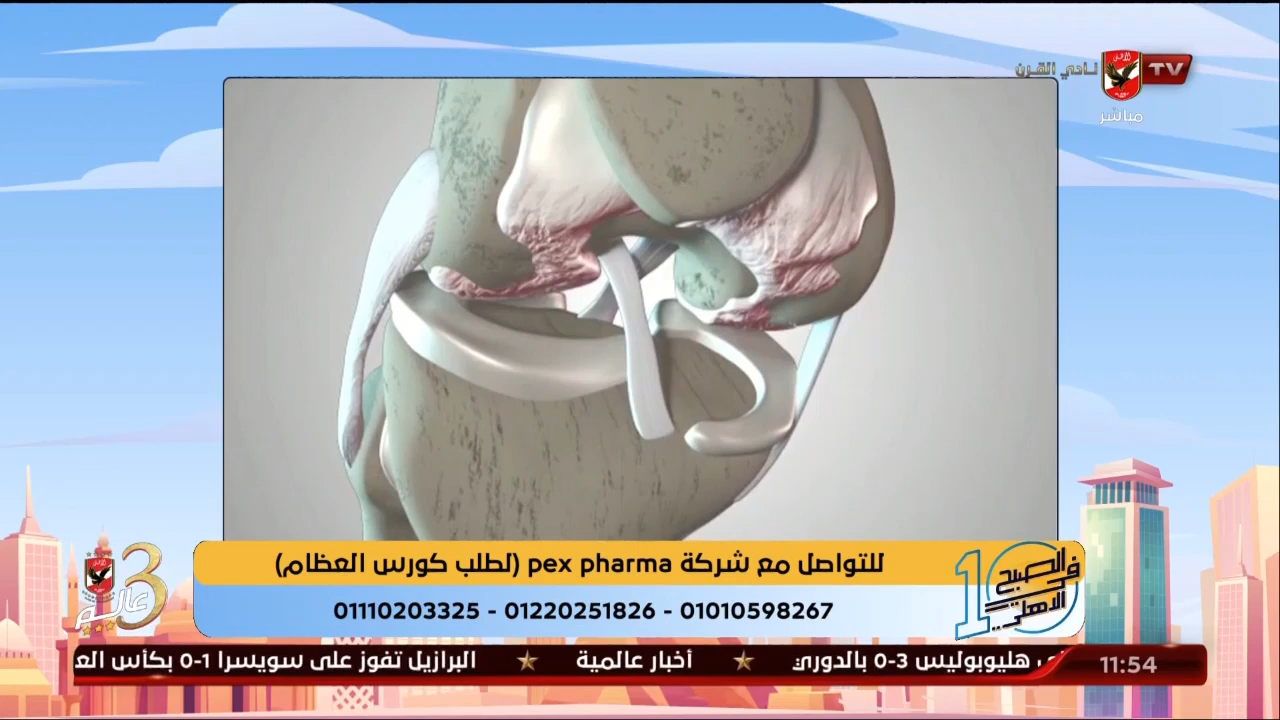 نادي القرن
TV
مباشر
للتواصل مع شركة pex pharma (لطلب كورس العظام)
01110203325 - 01220251826 - 01010598267
10 الصبح في الأهلي
3 عالم
هليوبوليس 3-0 بالدوري ★ أخبار عالمية ★ البرازيل تفوز على سويسرا 1-0 بكأس
11:54